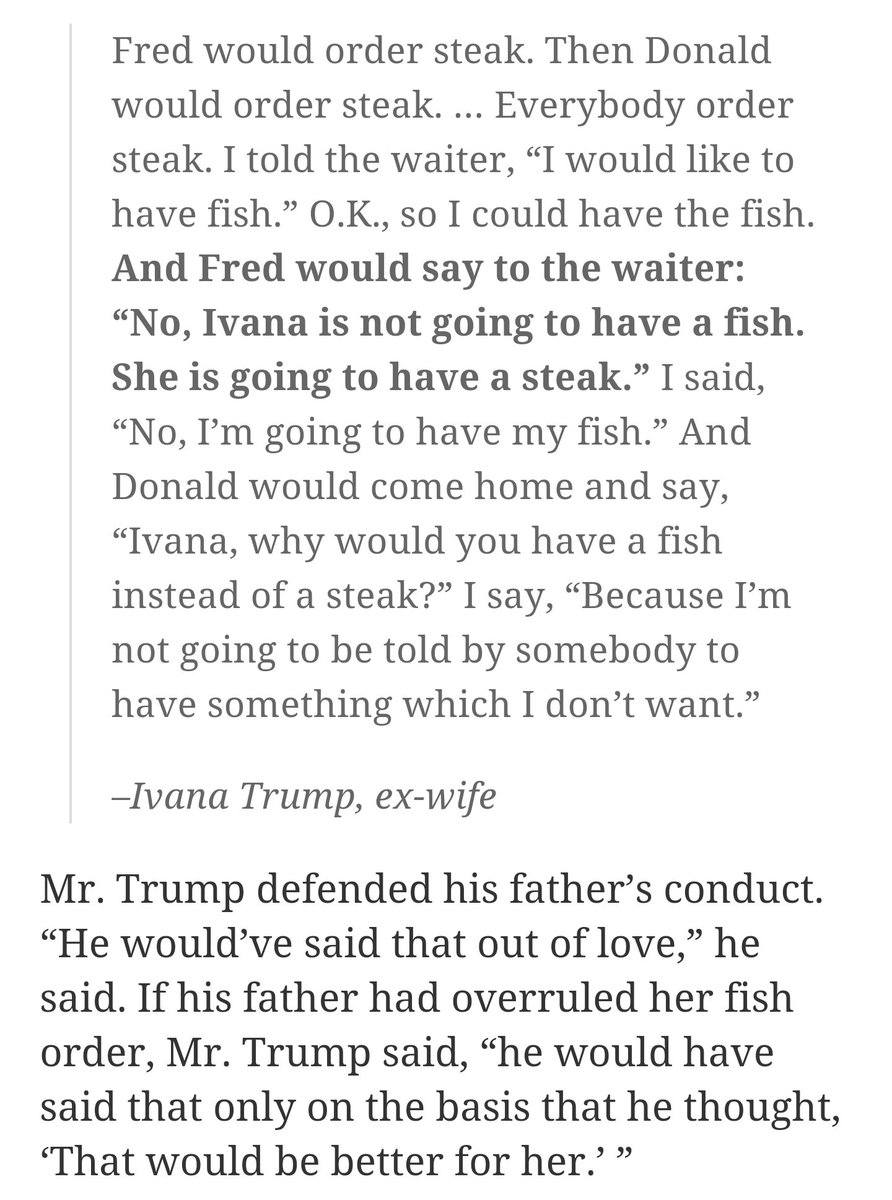 Fred would order steak. Then Donald
would order steak. … Everybody order
steak. I told the waiter, “I would like to
have fish.” O.K., so I could have the fish.
And Fred would say to the waiter:
“No, Ivana is not going to have a fish.
She is going to have a steak.” I said,
“No, I’m going to have my fish.” And
Donald would come home and say,
“Ivana, why would you have a fish
instead of a steak?” I say, “Because I’m
not going to be told by somebody to
have something which I don’t want.”
–Ivana Trump, ex-wife
Mr. Trump defended his father’s conduct.
“He would’ve said that out of love,” he
said. If his father had overruled her fish
order, Mr. Trump said, “he would have
said that only on the basis that he thought,
‘That would be better for her.’ ”